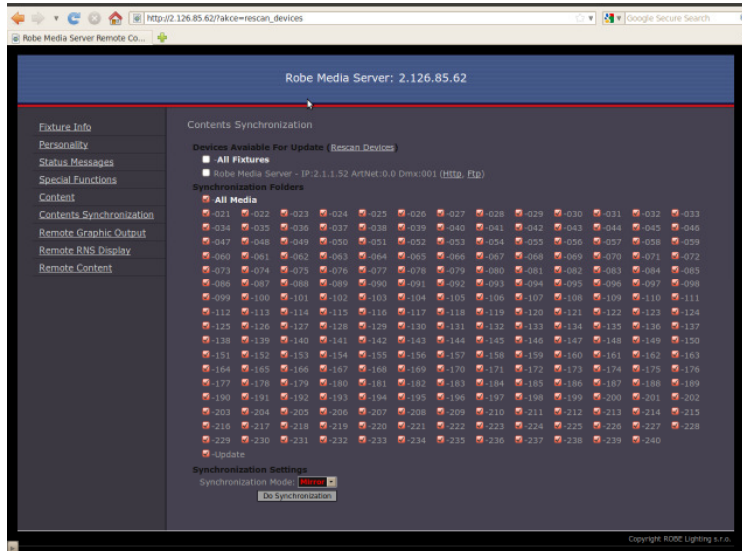 http://2.126.85.62/?akce=rescan_devices
Google Secure Search
Robe Media Server Remote Co...
Robe Media Server: 2.126.85.62
Fixture Info
Personality
Status Messages
Special Functions
Content
Contents Synchronization
Remote Graphic Output
Remote RNS Display
Remote Content
Contents Synchronization
Devices Avaiable For Update (Rescan Devices)
-All Fixtures
Robe Media Server - IP:2.1.1.52 ArtNet:0.0 Dmx:001 (Http, Ftp)
Synchronization Folders
-All Media
-021 -022 -023 -024 -025 -026 -027 -028 -029 -030 -031 -032 -033
-034 -035 -036 -037 -038 -039 -040 -041 -042 -043 -044 -045 -046
-047 -048 -049 -050 -051 -052 -053 -054 -055 -056 -057 -058 -059
-060 -061 -062 -063 -064 -065 -066 -067 -068 -069 -070 -071 -072
-073 -074 -075 -076 -077 -078 -079 -080 -081 -082 -083 -084 -085
-086 -087 -088 -089 -090 -091 -092 -093 -094 -095 -096 -097 -098
-099 -100 -101 -102 -103 -104 -105 -106 -107 -108 -109 -110 -111
-112 -113 -114 -115 -116 -117 -118 -119 -120 -121 -122 -123 -124
-125 -126 -127 -128 -129 -130 -131 -132 -133 -134 -135 -136 -137
-138 -139 -140 -141 -142 -143 -144 -145 -146 -147 -148 -149 -150
-151 -152 -153 -154 -155 -156 -157 -158 -159 -160 -161 -162 -163
-164 -165 -166 -167 -168 -169 -170 -171 -172 -173 -174 -175 -176
-177 -178 -179 -180 -181 -182 -183 -184 -185 -186 -187 -188 -189
-190 -191 -192 -193 -194 -195 -196 -197 -198 -199 -200 -201 -202
-203 -204 -205 -206 -207 -208 -209 -210 -211 -212 -213 -214 -215
-216 -217 -218 -219 -220 -221 -222 -223 -224 -225 -226 -227 -228
-229 -230 -231 -232 -233 -234 -235 -236 -237 -238 -239 -240
-Update
Synchronization Settings
Synchronization Mode: Mirror
Do Synchronization
Copyright ROBE Lighting s.r.o.